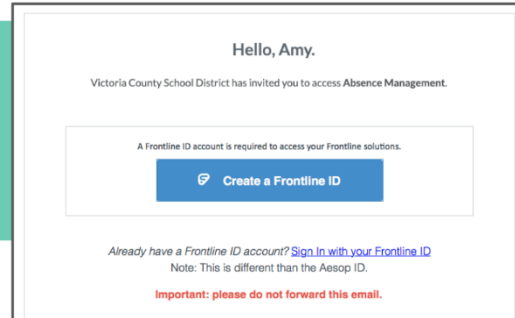 Hello, Amy.
Victoria County School District has invited you to access Absence Management.
A Frontline ID account is required to access your Frontline solutions.
Create a Frontline ID
Already have a Frontline ID account? Sign In with your Frontline ID
Note: This is different than the Aesop ID.
Important: please do not forward this email.